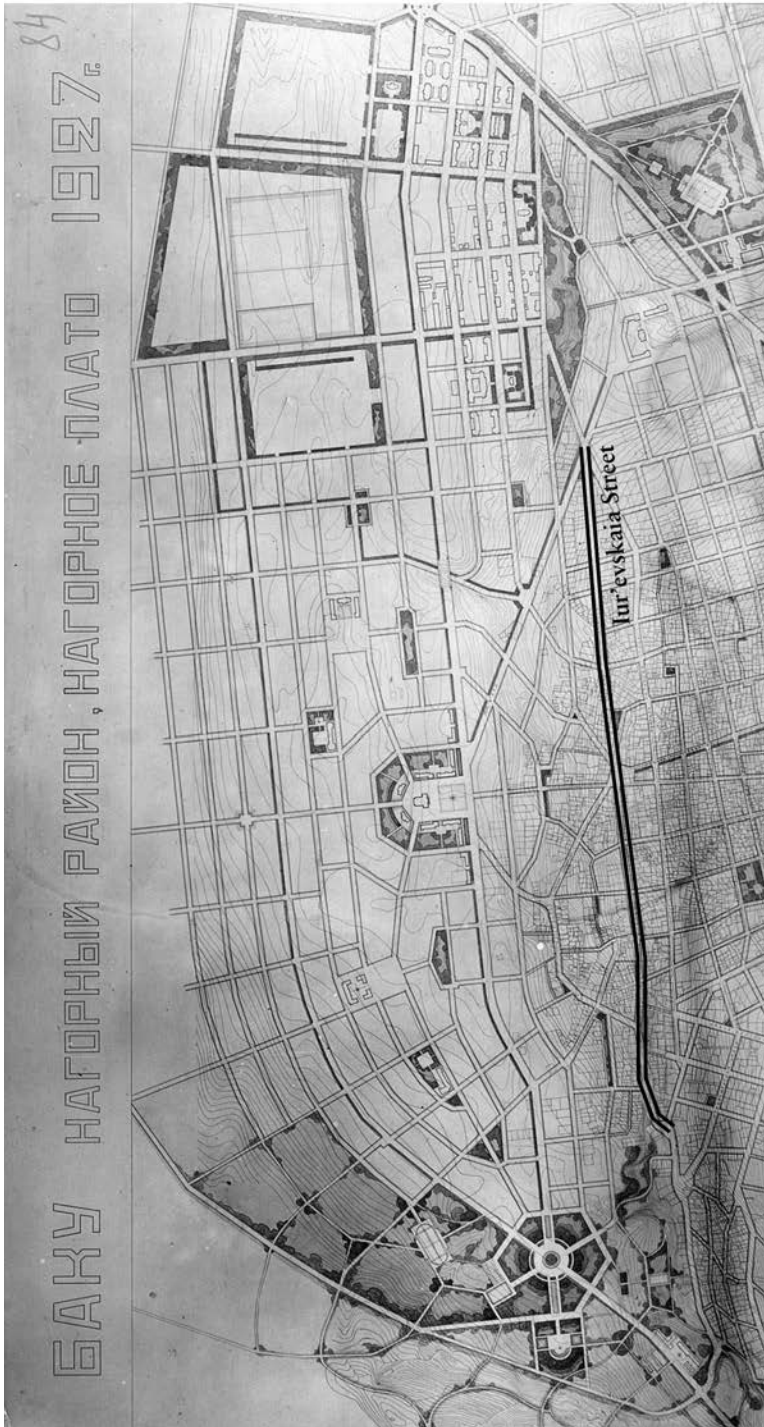 БАКУ НАГОРНЫЙ РАЙОН, НАГОРНОЕ ПЛАТО 1927г.
84
Iur'evskaia Street